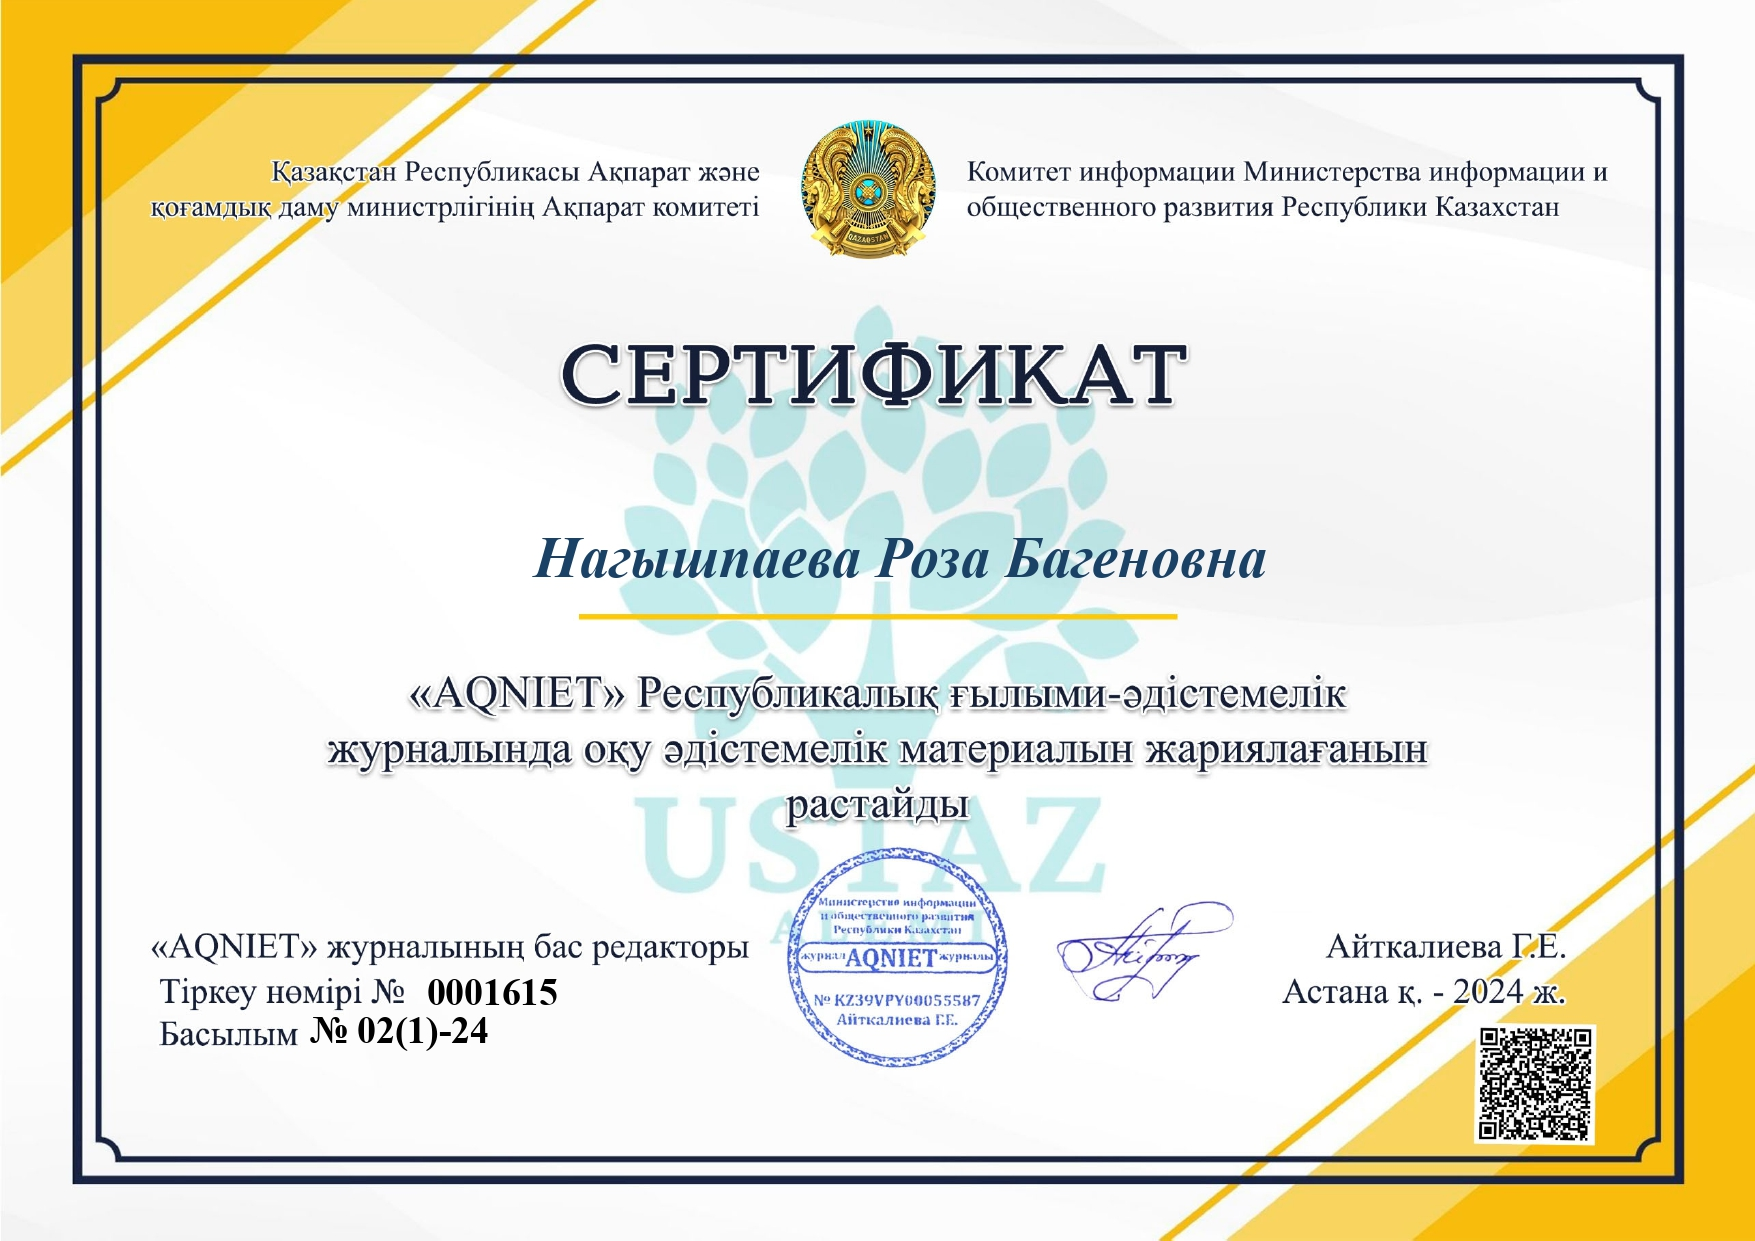 Қазақстан Республикасы Ақпарат және
қоғамдық даму министрлігінің Ақпарат комитеті
QAZAQSTAN
Комитет информации Министерства информации и
общественного развития Республики Казахстан
СЕРТИФИКАТ
Нагышпаева Роза Багеновна
«AQNIET» Республикалық ғылыми-әдістемелік
журналында оқу әдістемелік материалын жариялағанын
растайды
USTAZ
Министерство информации
и общественного развития
Республики Казахстан
журнал AQNIET журналы
№ KZ39VPY00055587
Айткалиева Г.Е.
«AQNIET» журналының бас редакторы
Тіркеу нөмірі № 0001615
Басылым № 02(1)-24
Айткалиева Г.Е.
Астана қ. - 2024 ж.